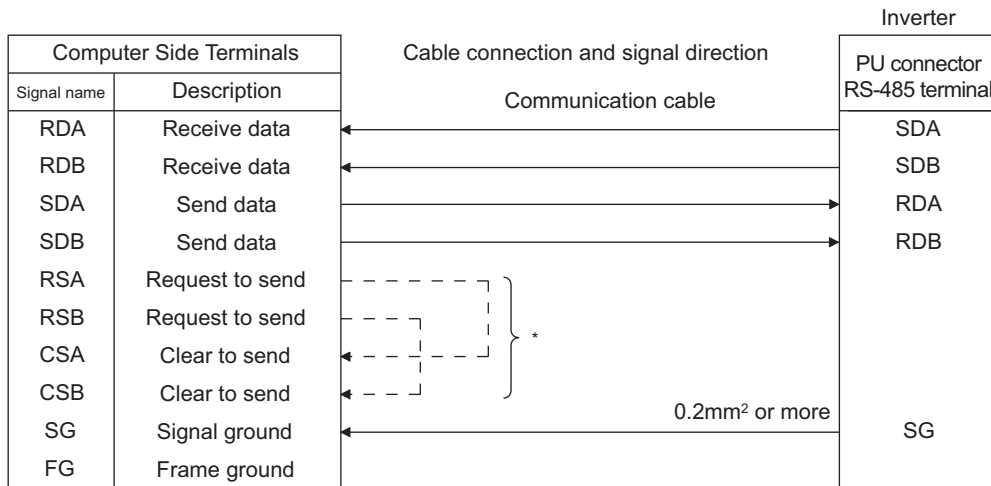 Inverter
Computer Side Terminals
Cable connection and signal direction
PU connector
RS-485 terminal
Signal name
Description
Communication cable
RDA Receive data SDA
RDB Receive data SDB
SDA Send data RDA
SDB Send data RDB
RSA Request to send
RSB Request to send
*
CSA Clear to send
CSB Clear to send
0.2mm² or more
SG Signal ground SG
FG Frame ground